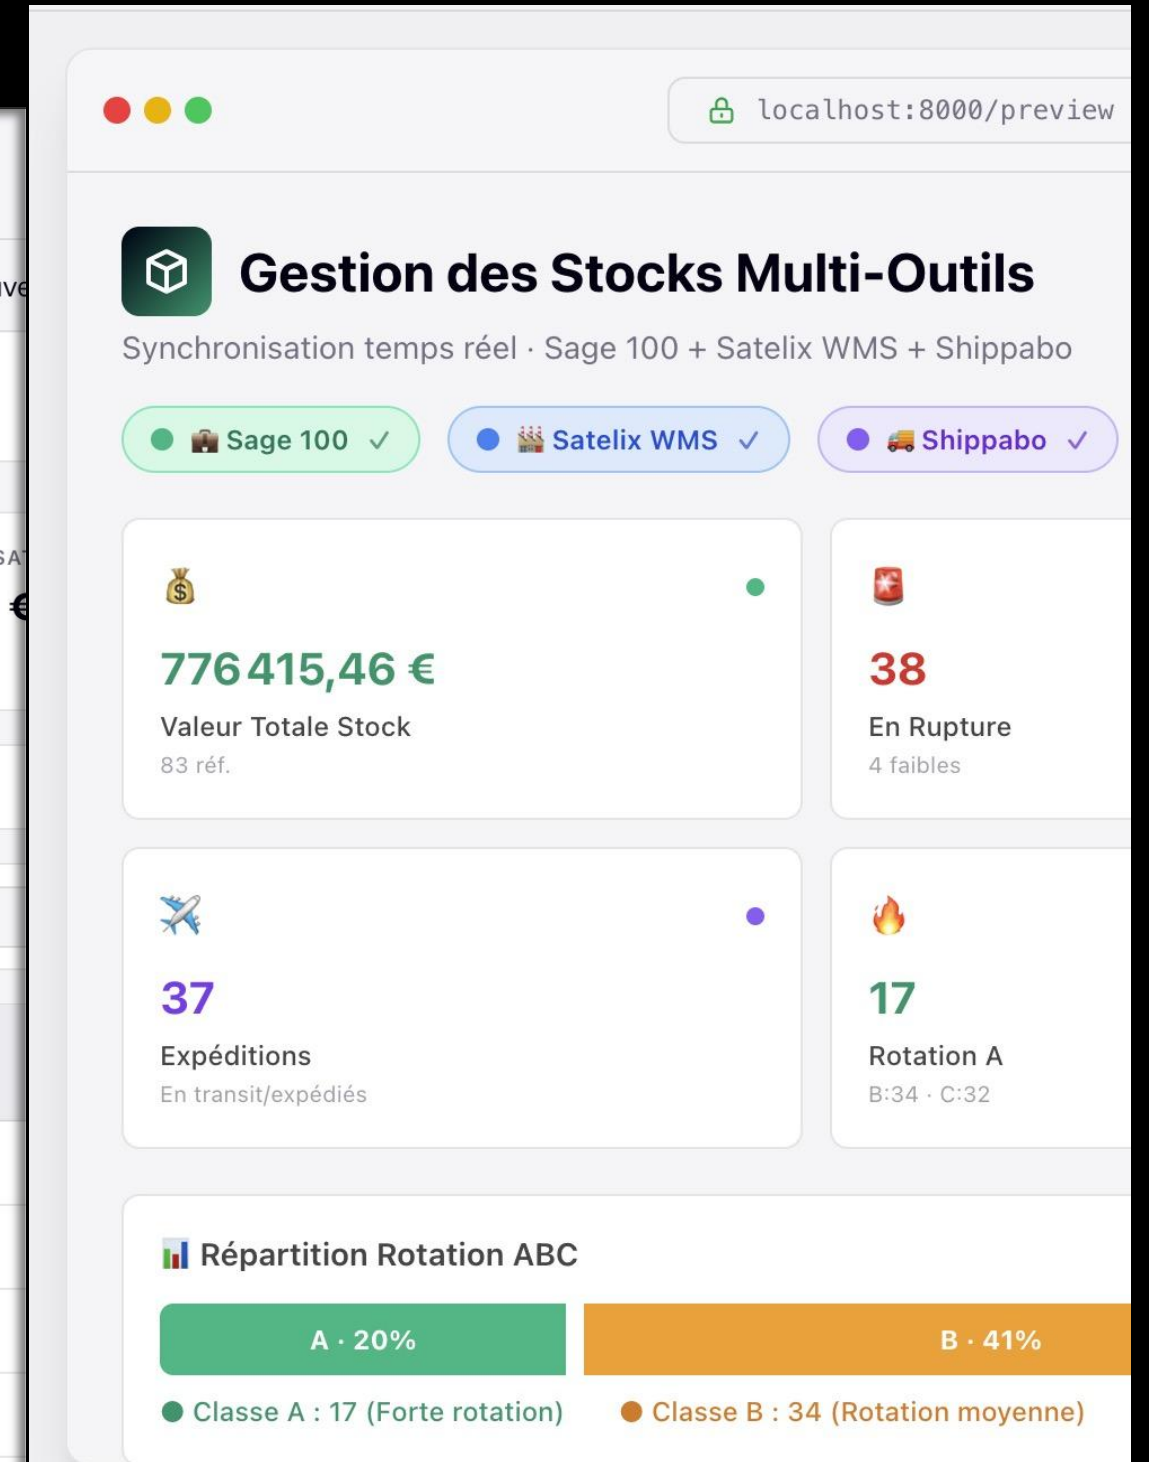 localhost:8000/preview
Gestion des Stocks Multi-Outils
Synchronisation temps réel · Sage 100 + Satelix WMS + Shippabo
Sage 100 ✓
Satelix WMS ✓
Shippabo ✓
776 415,46 €
Valeur Totale Stock
83 réf.
38
En Rupture
4 faibles
37
Expéditions
En transit/expédiés
17
Rotation A
B:34 · C:32
Répartition Rotation ABC
A · 20%
B · 41%
Classe A : 17 (Forte rotation)
Classe B : 34 (Rotation moyenne)
€